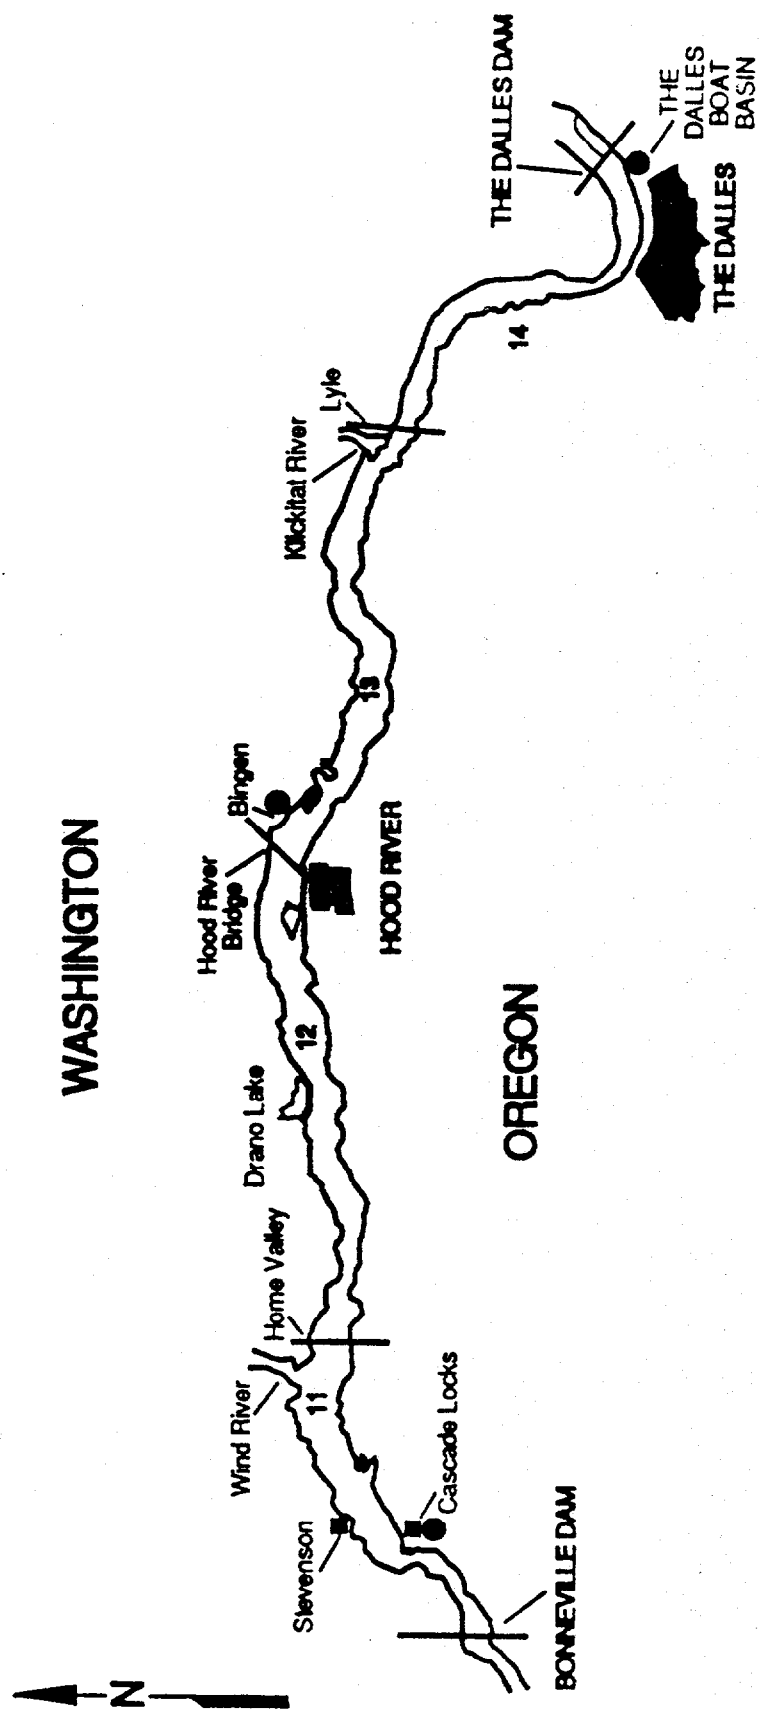 N
WASHINGTON
OREGON
BONNEVILLE DAM
Stevenson
Cascade Locks
Wind River
11
Home Valley
Drano Lake
12
Hood River
Bridge
Bingen
HOOD RIVER
13
Klickitat River
Lyle
14
THE DALLES DAM
THE DALLES
THE
DALLES
BOAT
BASIN